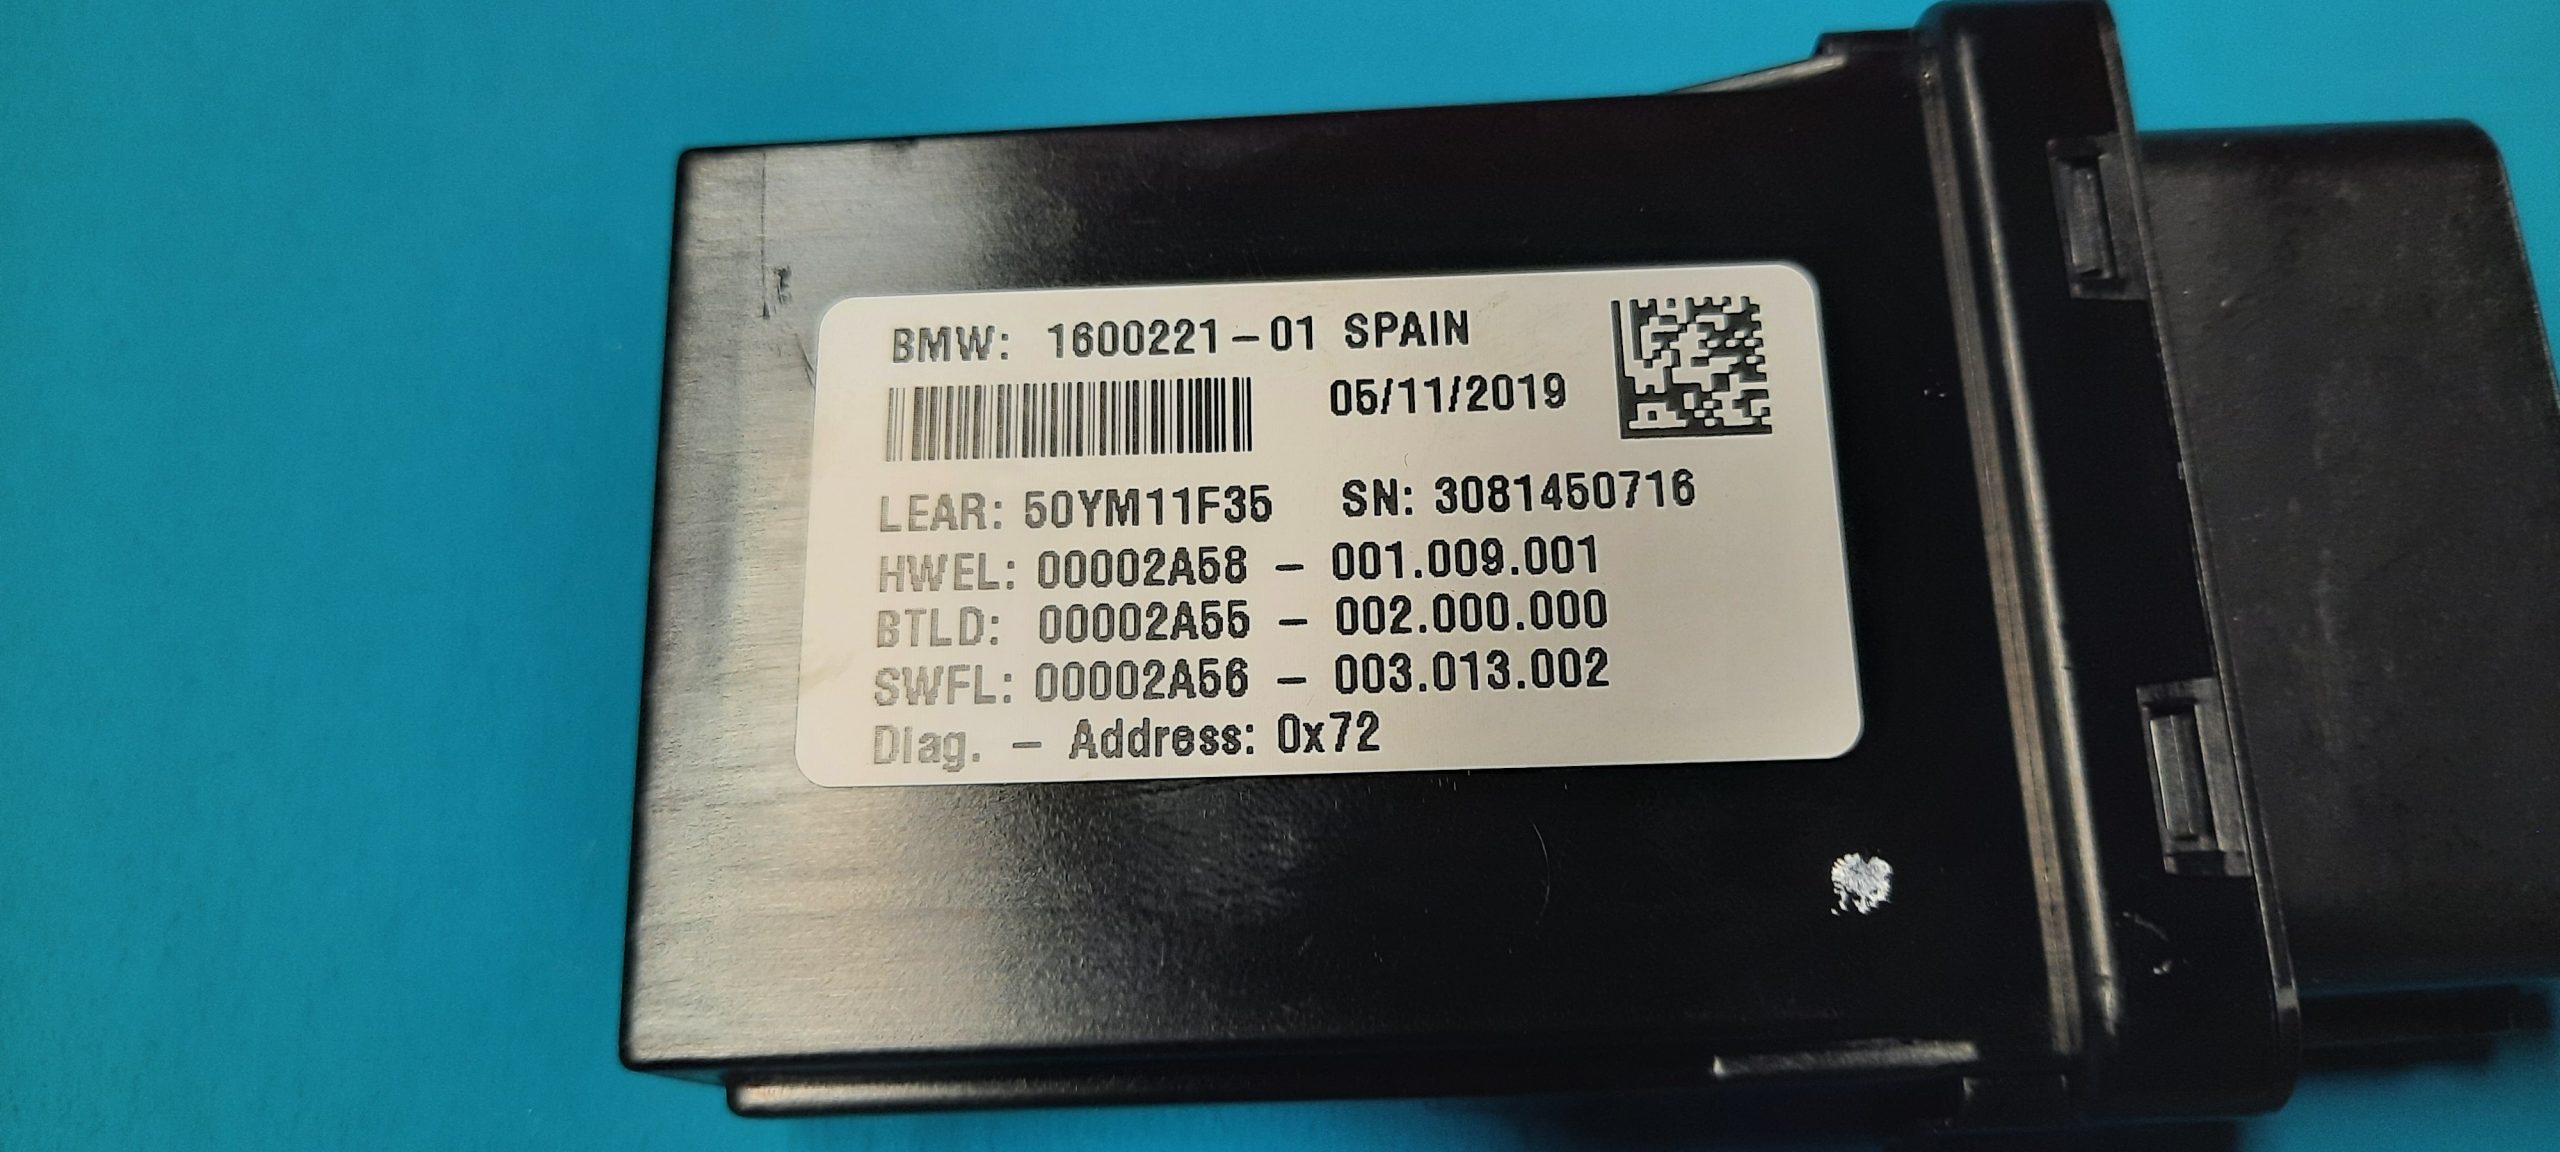 BMW: 1600221-01 SPAIN
05/11/2019
LEAR: 50YM11F35 SN: 3081450716
HWEL: 00002A58 - 001.009.001
BTLD: 00002A55 - 002.000.000
SWFL: 00002A56 - 003.013.002
Diag. - Address: 0x72